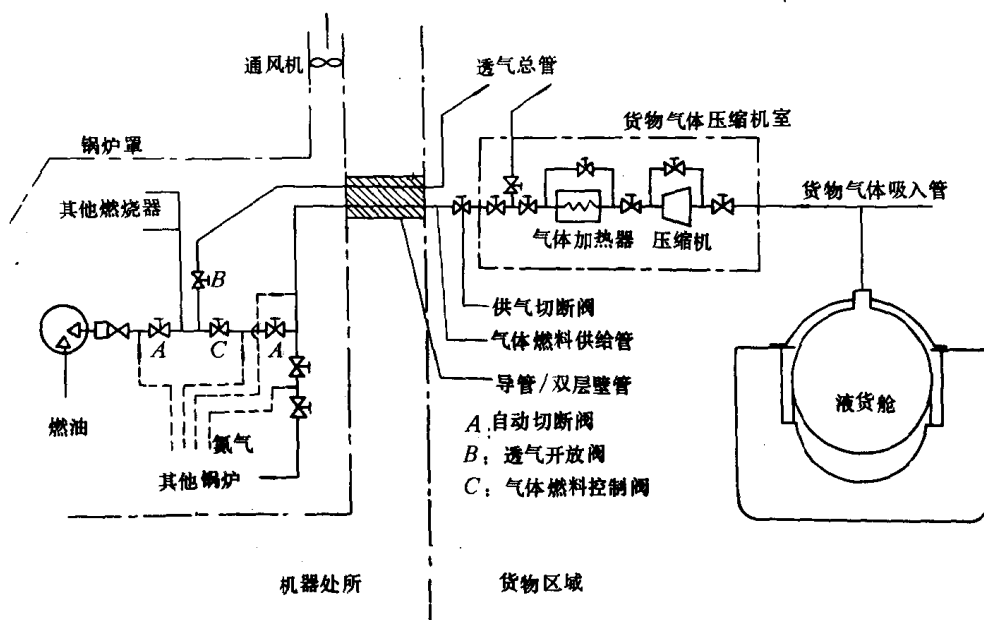 通风机
透气总管
货物气体压缩机室
锅炉罩
其他燃烧器
货物气体吸入管
气体加热器
压缩机
B
供气切断阀
A
C
A
气体燃料供给管
导管/双层壁管
液货舱
燃油
氮气
A:自动切断阀
其他锅炉
B:透气开放阀
C:气体燃料控制阀
机器处所
货物区域